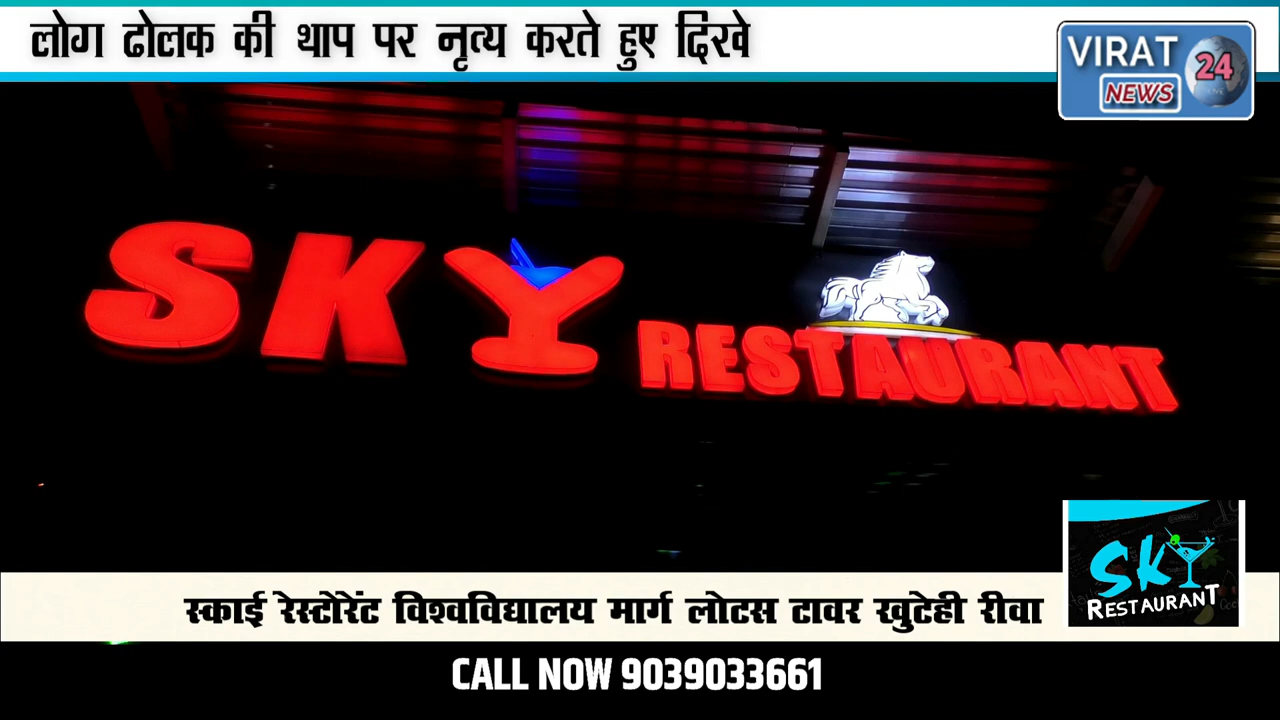 लोग ढोलक की थाप पर नृत्य करते हुए दिखे
VIRAT
24
NEWS
SKY RESTAURANT
SKY
RESTAURANT
स्काई रेस्टोरेंट विश्वविद्यालय मार्ग लोटस टावर खुटेही रीवा
CALL NOW 9039033661